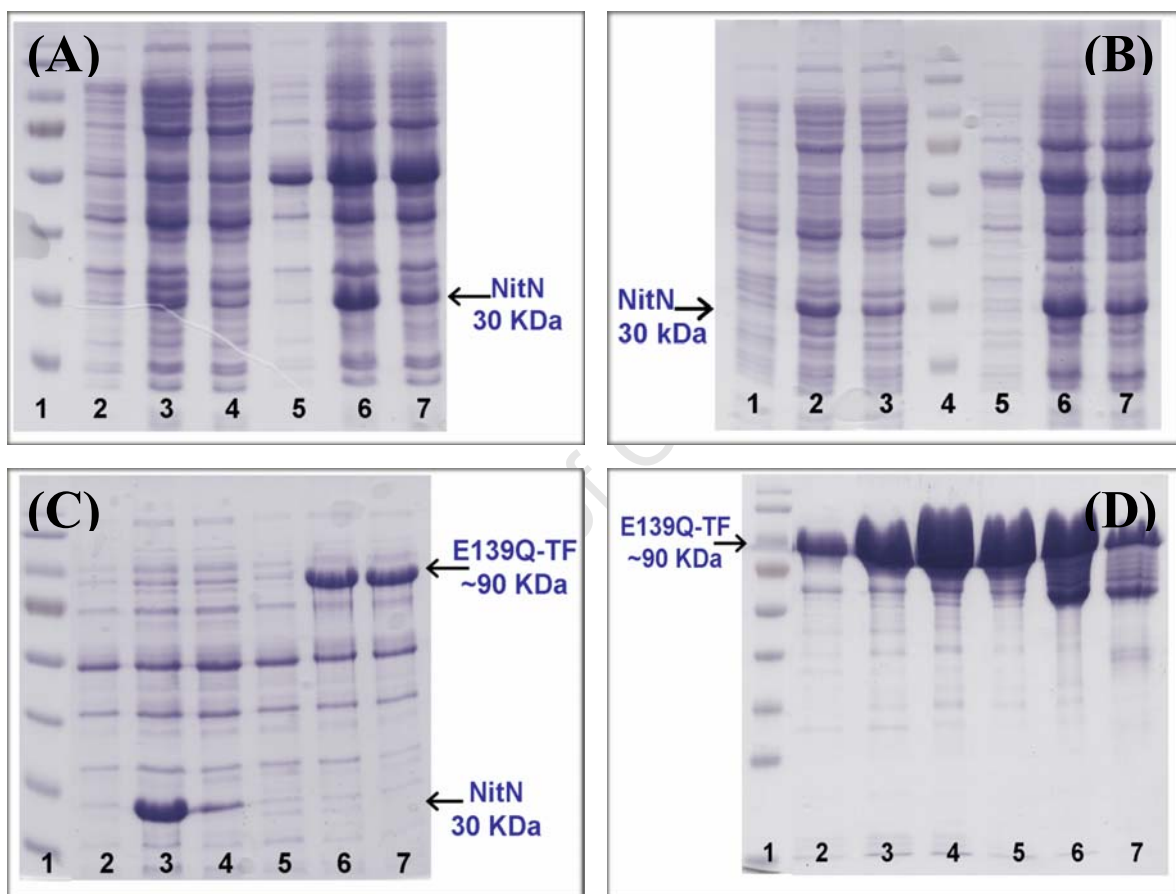 (A)
NitN
30 KDa
1 2 3 4 5 6 7
(B)
NitN
30 kDa
1 2 3 4 5 6 7
(C)
E139Q-TF
~90 KDa
NitN
30 KDa
1 2 3 4 5 6 7
(D)
E139Q-TF
~90 KDa
1 2 3 4 5 6 7
of C